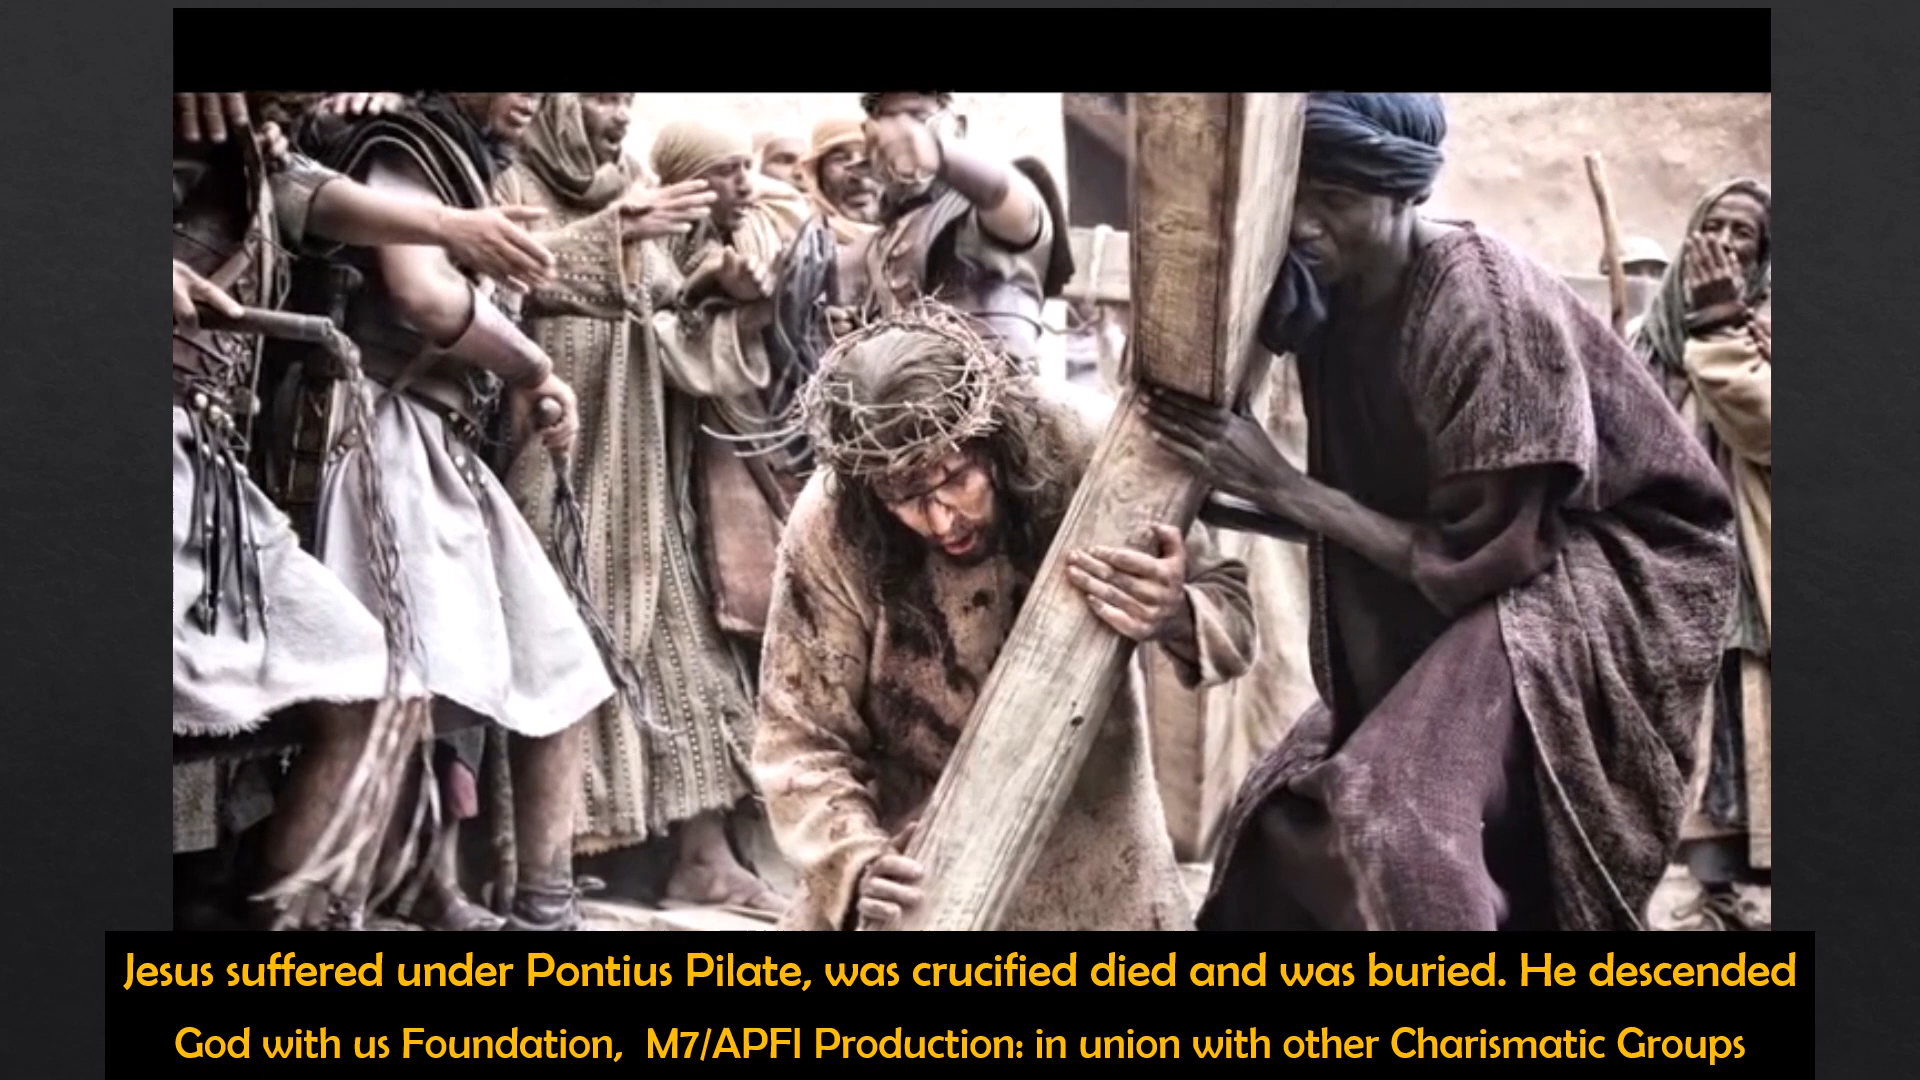 Jesus suffered under Pontius Pilate, was crucified died and was buried. He descended
God with us Foundation,  M7/APFI Production: in union with other Charismatic Groups